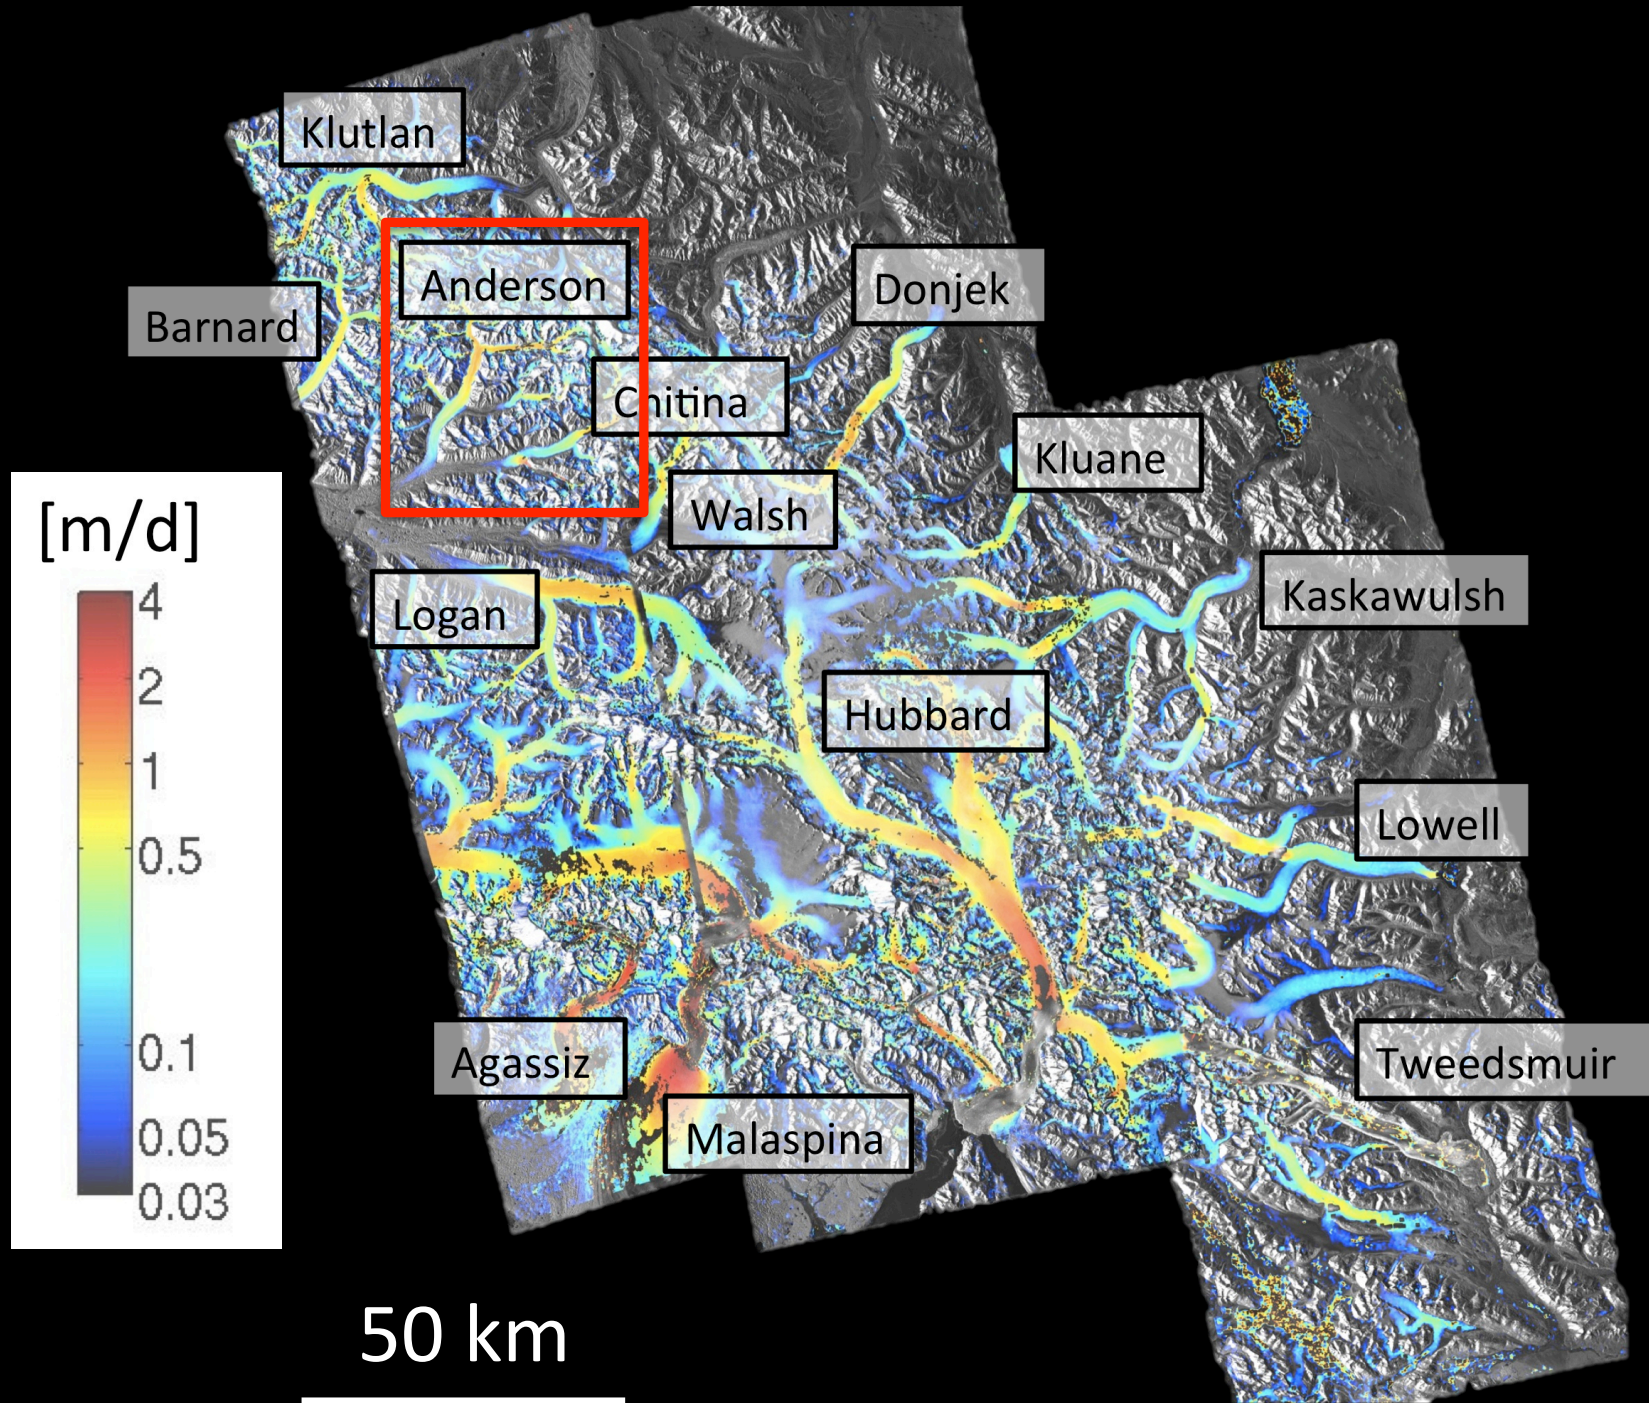 Klutlan
Anderson
Donjek
Barnard
Chitina
Kluane
Walsh
[m/d]
4
2
1
0.5
0.1
0.05
0.03
Logan
Kaskawulsh
Hubbard
Lowell
Agassiz
Tweedsmuir
Malaspina
50 km